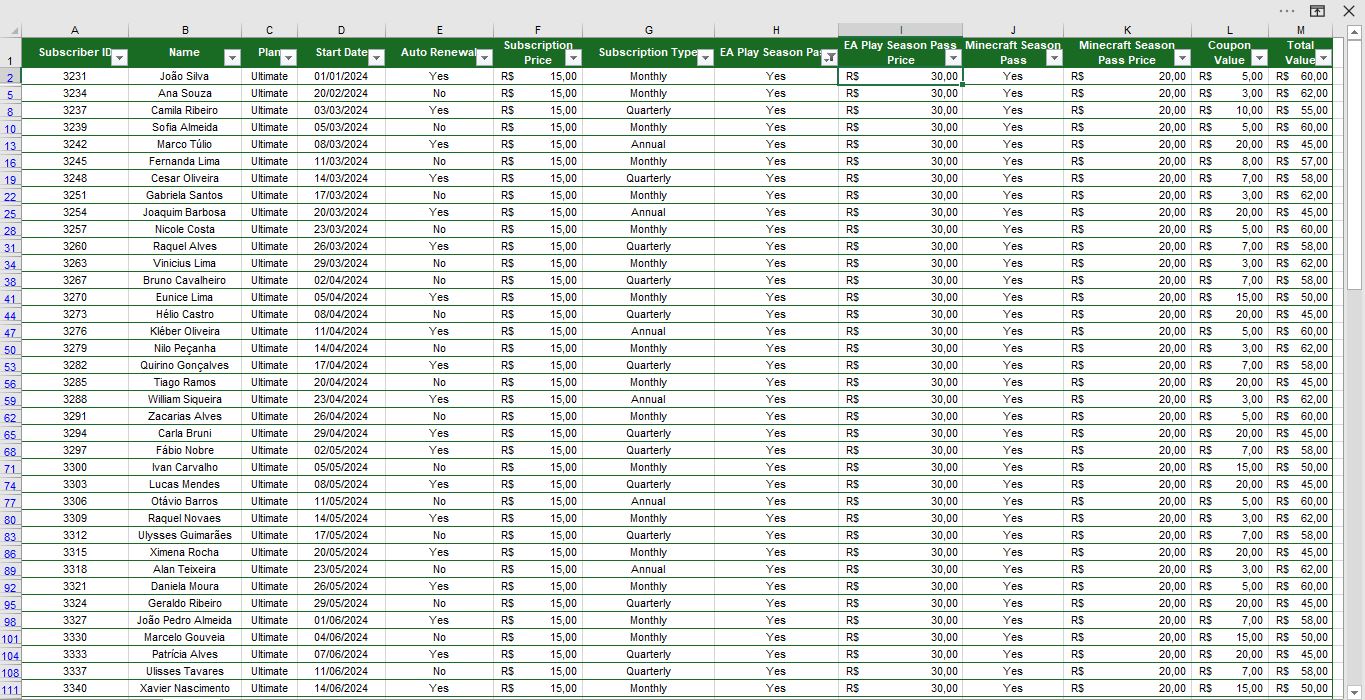 A B C D E F G H I J K L M
1 Subscriber ID Name Plan Start Date Auto Renewal Subscription Price Subscription Type EA Play Season Pas EA Play Season Pass Price Minecraft Season Pass Minecraft Season Pass Price Coupon Value Total Value
2 3231 João Silva Ultimate 01/01/2024 Yes R$ 15,00 Monthly Yes R$ 30,00 Yes R$ 20,00 R$ 5,00 R$ 60,00
5 3234 Ana Souza Ultimate 20/02/2024 No R$ 15,00 Monthly Yes R$ 30,00 Yes R$ 20,00 R$ 3,00 R$ 62,00
8 3237 Camila Ribeiro Ultimate 03/03/2024 Yes R$ 15,00 Quarterly Yes R$ 30,00 Yes R$ 20,00 R$ 10,00 R$ 55,00
10 3239 Sofia Almeida Ultimate 05/03/2024 No R$ 15,00 Monthly Yes R$ 30,00 Yes R$ 20,00 R$ 5,00 R$ 60,00
13 3242 Marco Túlio Ultimate 08/03/2024 Yes R$ 15,00 Annual Yes R$ 30,00 Yes R$ 20,00 R$ 20,00 R$ 45,00
16 3245 Fernanda Lima Ultimate 11/03/2024 No R$ 15,00 Monthly Yes R$ 30,00 Yes R$ 20,00 R$ 8,00 R$ 57,00
19 3248 Cesar Oliveira Ultimate 14/03/2024 Yes R$ 15,00 Quarterly Yes R$ 30,00 Yes R$ 20,00 R$ 7,00 R$ 58,00
22 3251 Gabriela Santos Ultimate 17/03/2024 No R$ 15,00 Monthly Yes R$ 30,00 Yes R$ 20,00 R$ 3,00 R$ 62,00
25 3254 Joaquim Barbosa Ultimate 20/03/2024 Yes R$ 15,00 Annual Yes R$ 30,00 Yes R$ 20,00 R$ 20,00 R$ 45,00
28 3257 Nicole Costa Ultimate 23/03/2024 No R$ 15,00 Monthly Yes R$ 30,00 Yes R$ 20,00 R$ 5,00 R$ 60,00
31 3260 Raquel Alves Ultimate 26/03/2024 Yes R$ 15,00 Quarterly Yes R$ 30,00 Yes R$ 20,00 R$ 7,00 R$ 58,00
34 3263 Vinicius Lima Ultimate 29/03/2024 No R$ 15,00 Monthly Yes R$ 30,00 Yes R$ 20,00 R$ 3,00 R$ 62,00
38 3267 Bruno Cavalheiro Ultimate 02/04/2024 No R$ 15,00 Quarterly Yes R$ 30,00 Yes R$ 20,00 R$ 7,00 R$ 58,00
41 3270 Eunice Lima Ultimate 05/04/2024 Yes R$ 15,00 Monthly Yes R$ 30,00 Yes R$ 20,00 R$ 15,00 R$ 50,00
44 3273 Hélio Castro Ultimate 08/04/2024 No R$ 15,00 Quarterly Yes R$ 30,00 Yes R$ 20,00 R$ 20,00 R$ 45,00
47 3276 Kléber Oliveira Ultimate 11/04/2024 Yes R$ 15,00 Annual Yes R$ 30,00 Yes R$ 20,00 R$ 5,00 R$ 60,00
50 3279 Nilo Peçanha Ultimate 14/04/2024 No R$ 15,00 Monthly Yes R$ 30,00 Yes R$ 20,00 R$ 3,00 R$ 62,00
53 3282 Quirino Gonçalves Ultimate 17/04/2024 Yes R$ 15,00 Quarterly Yes R$ 30,00 Yes R$ 20,00 R$ 7,00 R$ 58,00
56 3285 Tiago Ramos Ultimate 20/04/2024 No R$ 15,00 Monthly Yes R$ 30,00 Yes R$ 20,00 R$ 20,00 R$ 45,00
59 3288 William Siqueira Ultimate 23/04/2024 Yes R$ 15,00 Annual Yes R$ 30,00 Yes R$ 20,00 R$ 3,00 R$ 62,00
62 3291 Zacarias Alves Ultimate 26/04/2024 No R$ 15,00 Monthly Yes R$ 30,00 Yes R$ 20,00 R$ 5,00 R$ 60,00
65 3294 Carla Bruni Ultimate 29/04/2024 Yes R$ 15,00 Quarterly Yes R$ 30,00 Yes R$ 20,00 R$ 20,00 R$ 45,00
68 3297 Fábio Nobre Ultimate 02/05/2024 Yes R$ 15,00 Quarterly Yes R$ 30,00 Yes R$ 20,00 R$ 7,00 R$ 58,00
71 3300 Ivan Carvalho Ultimate 05/05/2024 No R$ 15,00 Monthly Yes R$ 30,00 Yes R$ 20,00 R$ 15,00 R$ 50,00
74 3303 Lucas Mendes Ultimate 08/05/2024 Yes R$ 15,00 Quarterly Yes R$ 30,00 Yes R$ 20,00 R$ 20,00 R$ 45,00
77 3306 Otávio Barros Ultimate 11/05/2024 No R$ 15,00 Annual Yes R$ 30,00 Yes R$ 20,00 R$ 5,00 R$ 60,00
80 3309 Raquel Novaes Ultimate 14/05/2024 Yes R$ 15,00 Monthly Yes R$ 30,00 Yes R$ 20,00 R$ 3,00 R$ 62,00
83 3312 Ulysses Guimarães Ultimate 17/05/2024 No R$ 15,00 Quarterly Yes R$ 30,00 Yes R$ 20,00 R$ 7,00 R$ 58,00
86 3315 Ximena Rocha Ultimate 20/05/2024 Yes R$ 15,00 Monthly Yes R$ 30,00 Yes R$ 20,00 R$ 20,00 R$ 45,00
89 3318 Alan Teixeira Ultimate 23/05/2024 No R$ 15,00 Annual Yes R$ 30,00 Yes R$ 20,00 R$ 3,00 R$ 62,00
92 3321 Daniela Moura Ultimate 26/05/2024 Yes R$ 15,00 Monthly Yes R$ 30,00 Yes R$ 20,00 R$ 5,00 R$ 60,00
95 3324 Geraldo Ribeiro Ultimate 29/05/2024 No R$ 15,00 Quarterly Yes R$ 30,00 Yes R$ 20,00 R$ 20,00 R$ 45,00
98 3327 João Pedro Almeida Ultimate 01/06/2024 Yes R$ 15,00 Monthly Yes R$ 30,00 Yes R$ 20,00 R$ 7,00 R$ 58,00
101 3330 Marcelo Gouveia Ultimate 04/06/2024 No R$ 15,00 Monthly Yes R$ 30,00 Yes R$ 20,00 R$ 15,00 R$ 50,00
104 3333 Patrícia Alves Ultimate 07/06/2024 Yes R$ 15,00 Quarterly Yes R$ 30,00 Yes R$ 20,00 R$ 20,00 R$ 45,00
108 3337 Ulisses Tavares Ultimate 11/06/2024 No R$ 15,00 Quarterly Yes R$ 30,00 Yes R$ 20,00 R$ 7,00 R$ 58,00
111 3340 Xavier Nascimento Ultimate 14/06/2024 Yes R$ 15,00 Monthly Yes R$ 30,00 Yes R$ 20,00 R$ 15,00 R$ 50,00